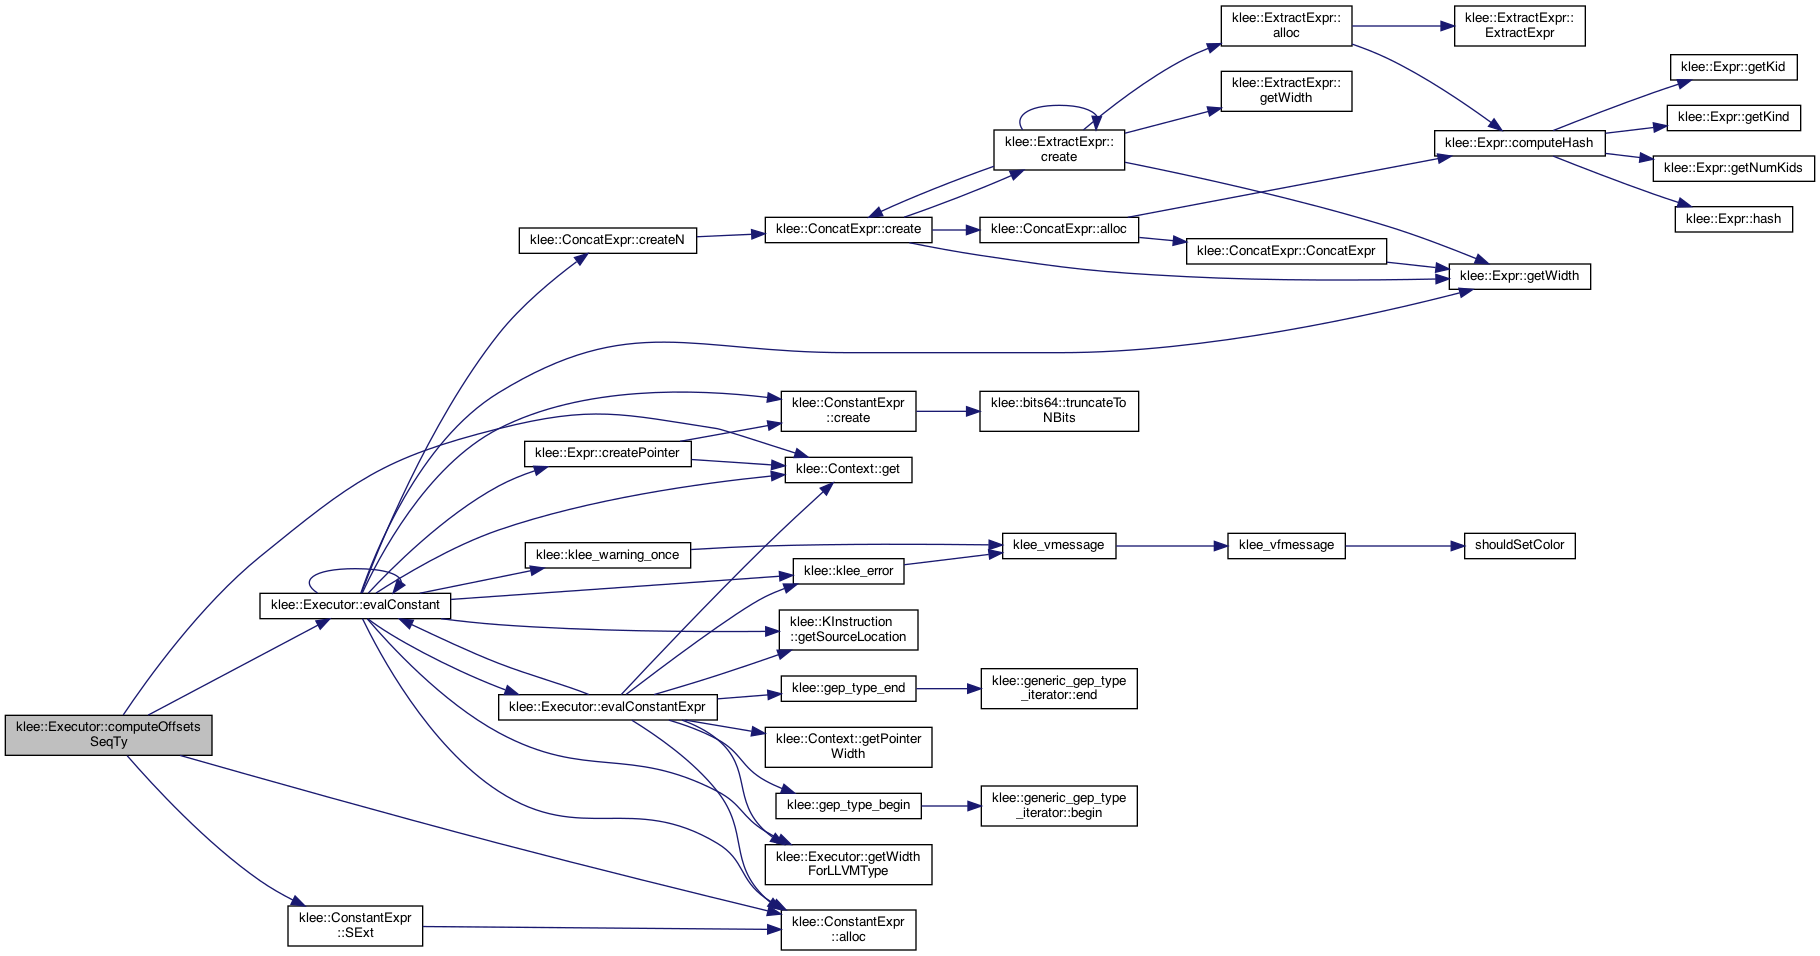 klee::ExtractExpr::
alloc
klee::ExtractExpr::
ExtractExpr
klee::Expr::getKid
klee::ExtractExpr::
getWidth
klee::Expr::getKind
klee::ExtractExpr::
create
klee::Expr::computeHash
klee::Expr::getNumKids
klee::Expr::hash
klee::ConcatExpr::createN
klee::ConcatExpr::create
klee::ConcatExpr::alloc
klee::ConcatExpr::ConcatExpr
klee::Expr::getWidth
klee::ConstantExpr
::create
klee::bits64::truncateTo
NBits
klee::Expr::createPointer
klee::Context::get
klee::klee_warning_once
klee_vmessage
klee_vfmessage
shouldSetColor
klee::klee_error
klee::Executor::evalConstant
klee::KInstruction
::getSourceLocation
klee::Executor::evalConstantExpr
klee::gep_type_end
klee::generic_gep_type
_iterator::end
klee::Executor::computeOffsets
SeqTy
klee::Context::getPointer
Width
klee::gep_type_begin
klee::generic_gep_type
_iterator::begin
klee::Executor::getWidth
ForLLVMType
klee::ConstantExpr
::SExt
klee::ConstantExpr
::alloc